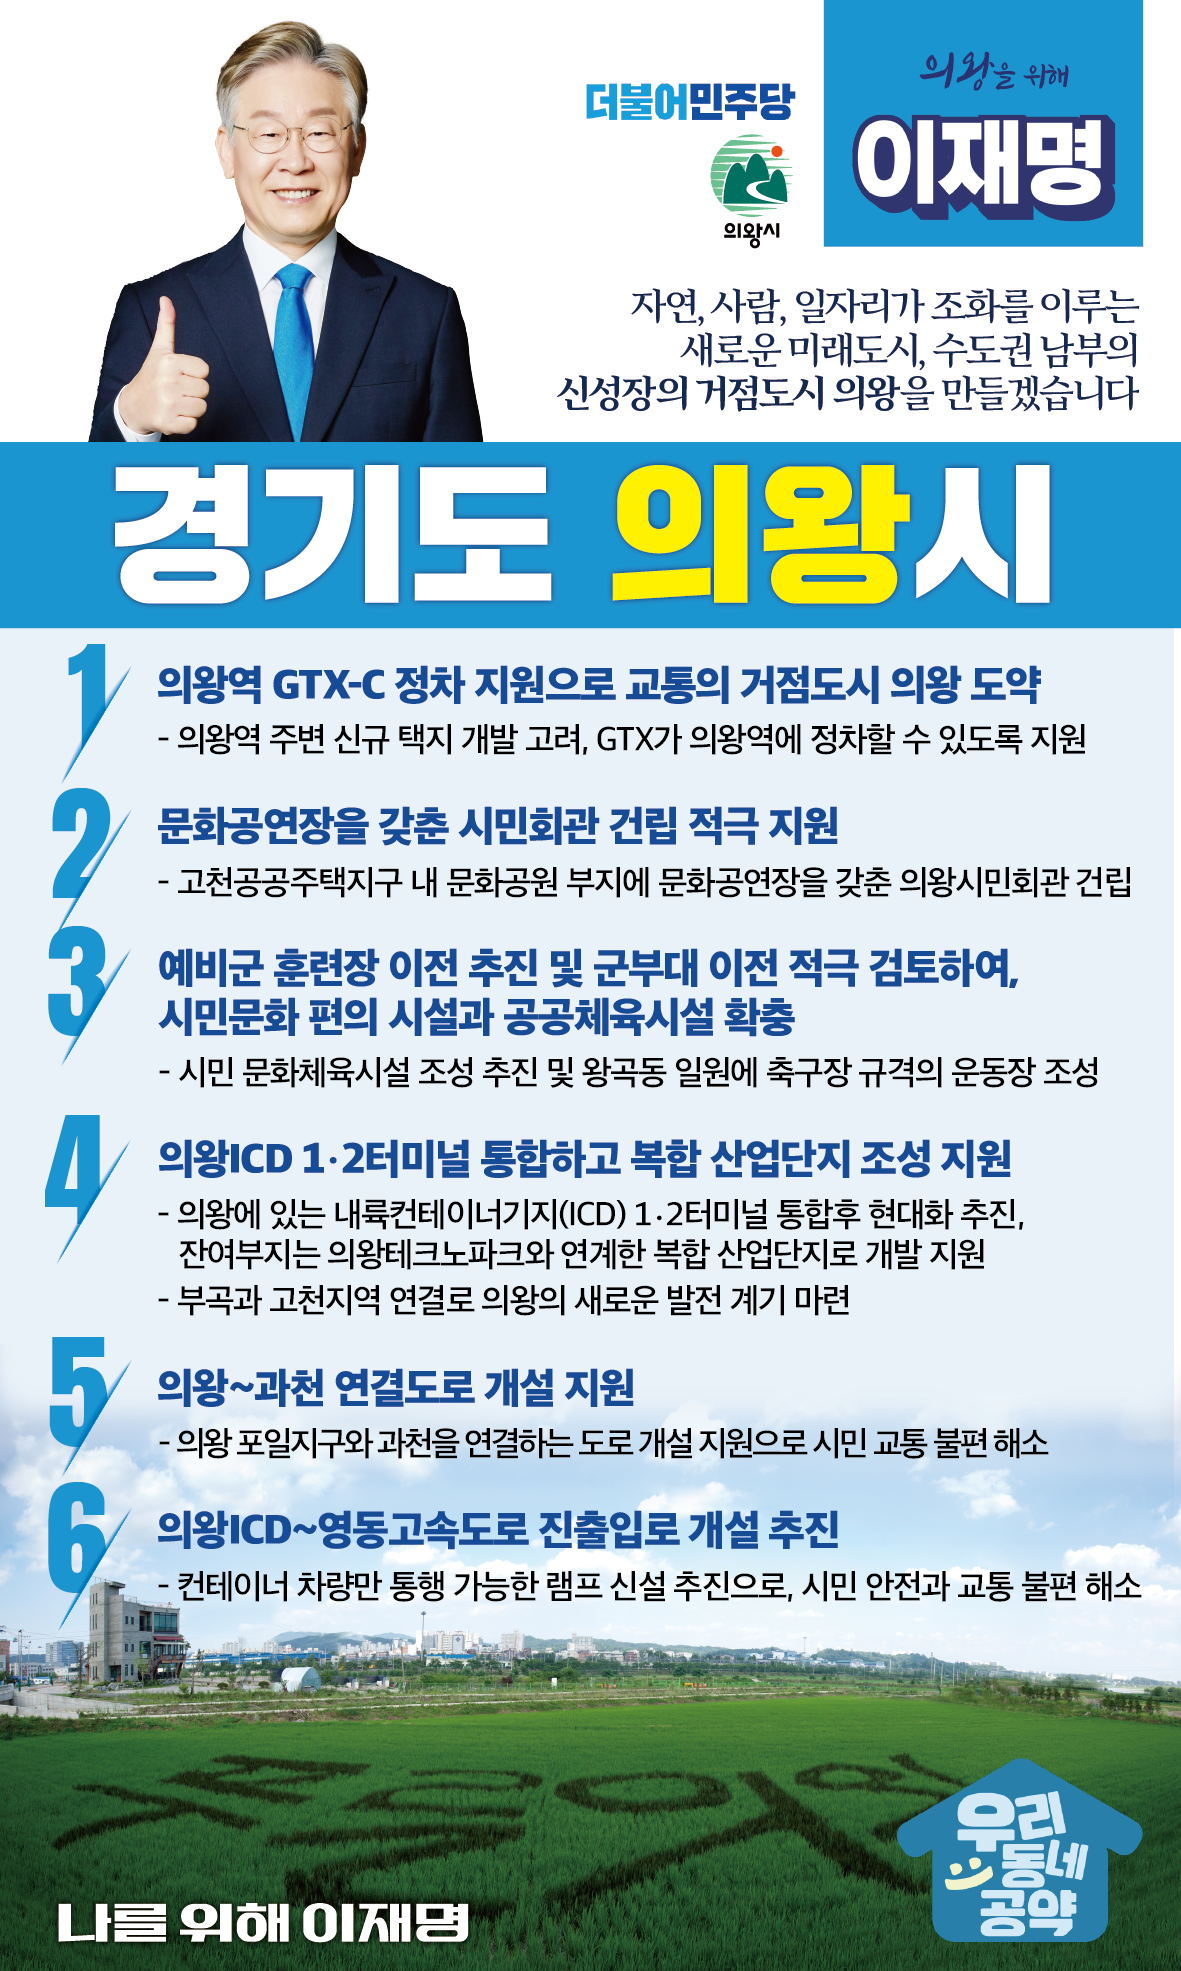 더불어민주당
의왕시
의왕을 위해
이재명
자연, 사람, 일자리가 조화를 이루는
새로운 미래도시, 수도권 남부의
신성장의 거점도시 의왕을 만들겠습니다
경기도 의왕시
1
의왕역 GTX-C 정차 지원으로 교통의 거점도시 의왕 도약
- 의왕역 주변 신규 택지 개발 고려, GTX가 의왕역에 정차할 수 있도록 지원
2
문화공연장을 갖춘 시민회관 건립 적극 지원
- 고천공공주택지구 내 문화공원 부지에 문화공연장을 갖춘 의왕시민회관 건립
3
예비군 훈련장 이전 추진 및 군부대 이전 적극 검토하여,
시민문화 편의 시설과 공공체육시설 확충
- 시민 문화체육시설 조성 추진 및 왕곡동 일원에 축구장 규격의 운동장 조성
4
의왕ICD 1·2터미널 통합하고 복합 산업단지 조성 지원
- 의왕에 있는 내륙컨테이너기지(ICD) 1·2터미널 통합후 현대화 추진,
잔여부지는 의왕테크노파크와 연계한 복합 산업단지로 개발 지원
- 부곡과 고천지역 연결로 의왕의 새로운 발전 계기 마련
5
의왕~과천 연결도로 개설 지원
- 의왕 포일지구와 과천을 연결하는 도로 개설 지원으로 시민 교통 불편 해소
6
의왕ICD~영동고속도로 진출입로 개설 추진
- 컨테이너 차량만 통행 가능한 램프 신설 추진으로, 시민 안전과 교통 불편 해소
우리
동네
공약
나를 위해 이재명